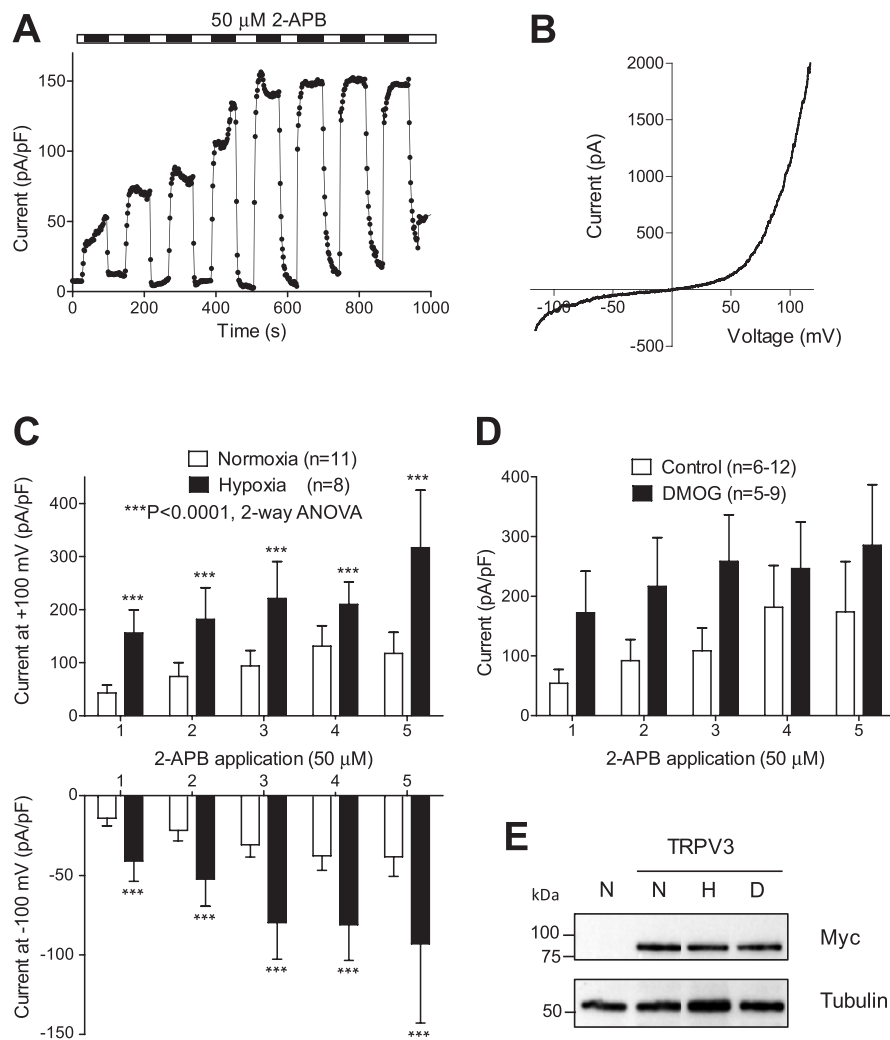 A
50 μM 2-APB
150
100
50
0
Current (pA/pF)
0 200 400 600 800 1000
Time (s)
B
2000
1500
1000
500
-500
Current (pA)
-100 -50 50 100
Voltage (mV)
C
Normoxia (n=11)
Hypoxia (n=8)
***P<0.0001, 2-way ANOVA
400
300
200
100
0
Current at +100 mV (pA/pF)
*** *** *** *** ***
1 2 3 4 5
2-APB application (50 μM)
1 2 3 4 5
0
-50
-100
-150
Current at -100 mV (pA/pF)
*** *** *** *** ***
D
Control (n=6-12)
DMOG (n=5-9)
400
300
200
100
0
Current (pA/pF)
1 2 3 4 5
2-APB application (50 μM)
E
TRPV3
kDa N N H D
100
75
Myc
50
Tubulin